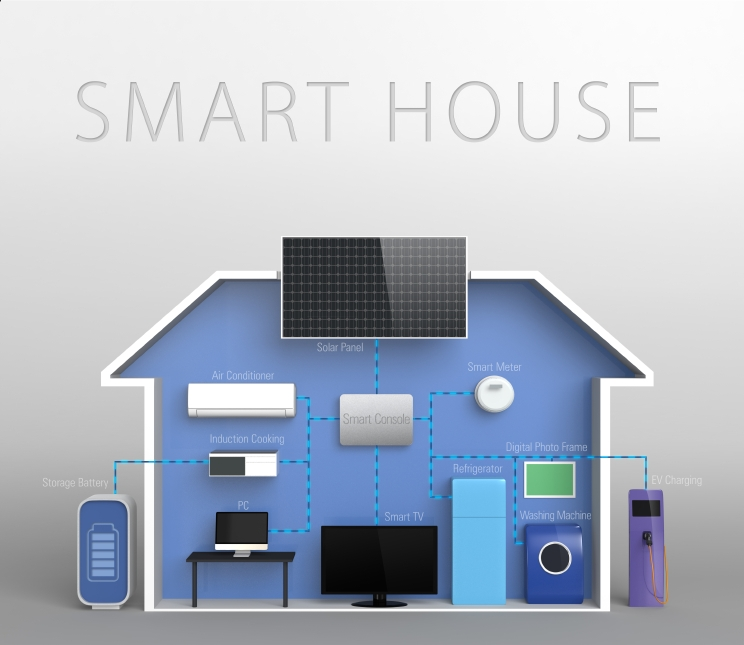 SMART HOUSE
Solar Panel
Air Conditioner
Smart Meter
Smart Console
Induction Cooking
Digital Photo Frame
Storage Battery
Refrigerator
EV Charging
PC
Smart TV
Washing Machine